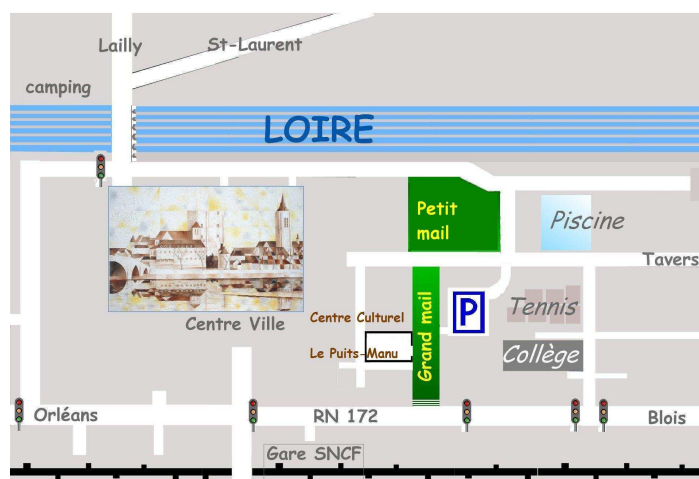 Lailly
St-Laurent
camping
LOIRE
Petit
mail
Piscine
Tavers
Centre Ville
Centre Culturel
Le Puits-Manu
Grand mail
P
Tennis
Collège
Orléans
RN 172
Blois
Gare SNCF